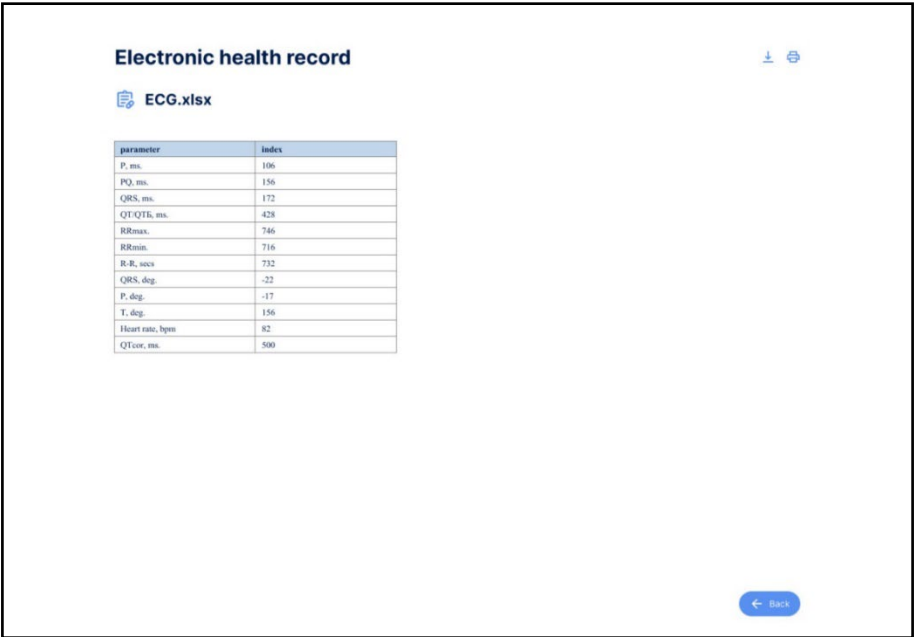 Electronic health record
ECG.xlsx
parameter index
P, ms. 106
PQ, ms. 156
QRS, ms. 172
QT/QTБ, ms. 428
RRmax. 746
RRmin. 716
R-R, secs 732
QRS, deg. -22
P, deg. -17
T, deg. 156
Heart rate, bpm 82
QTcor, ms. 500
Back